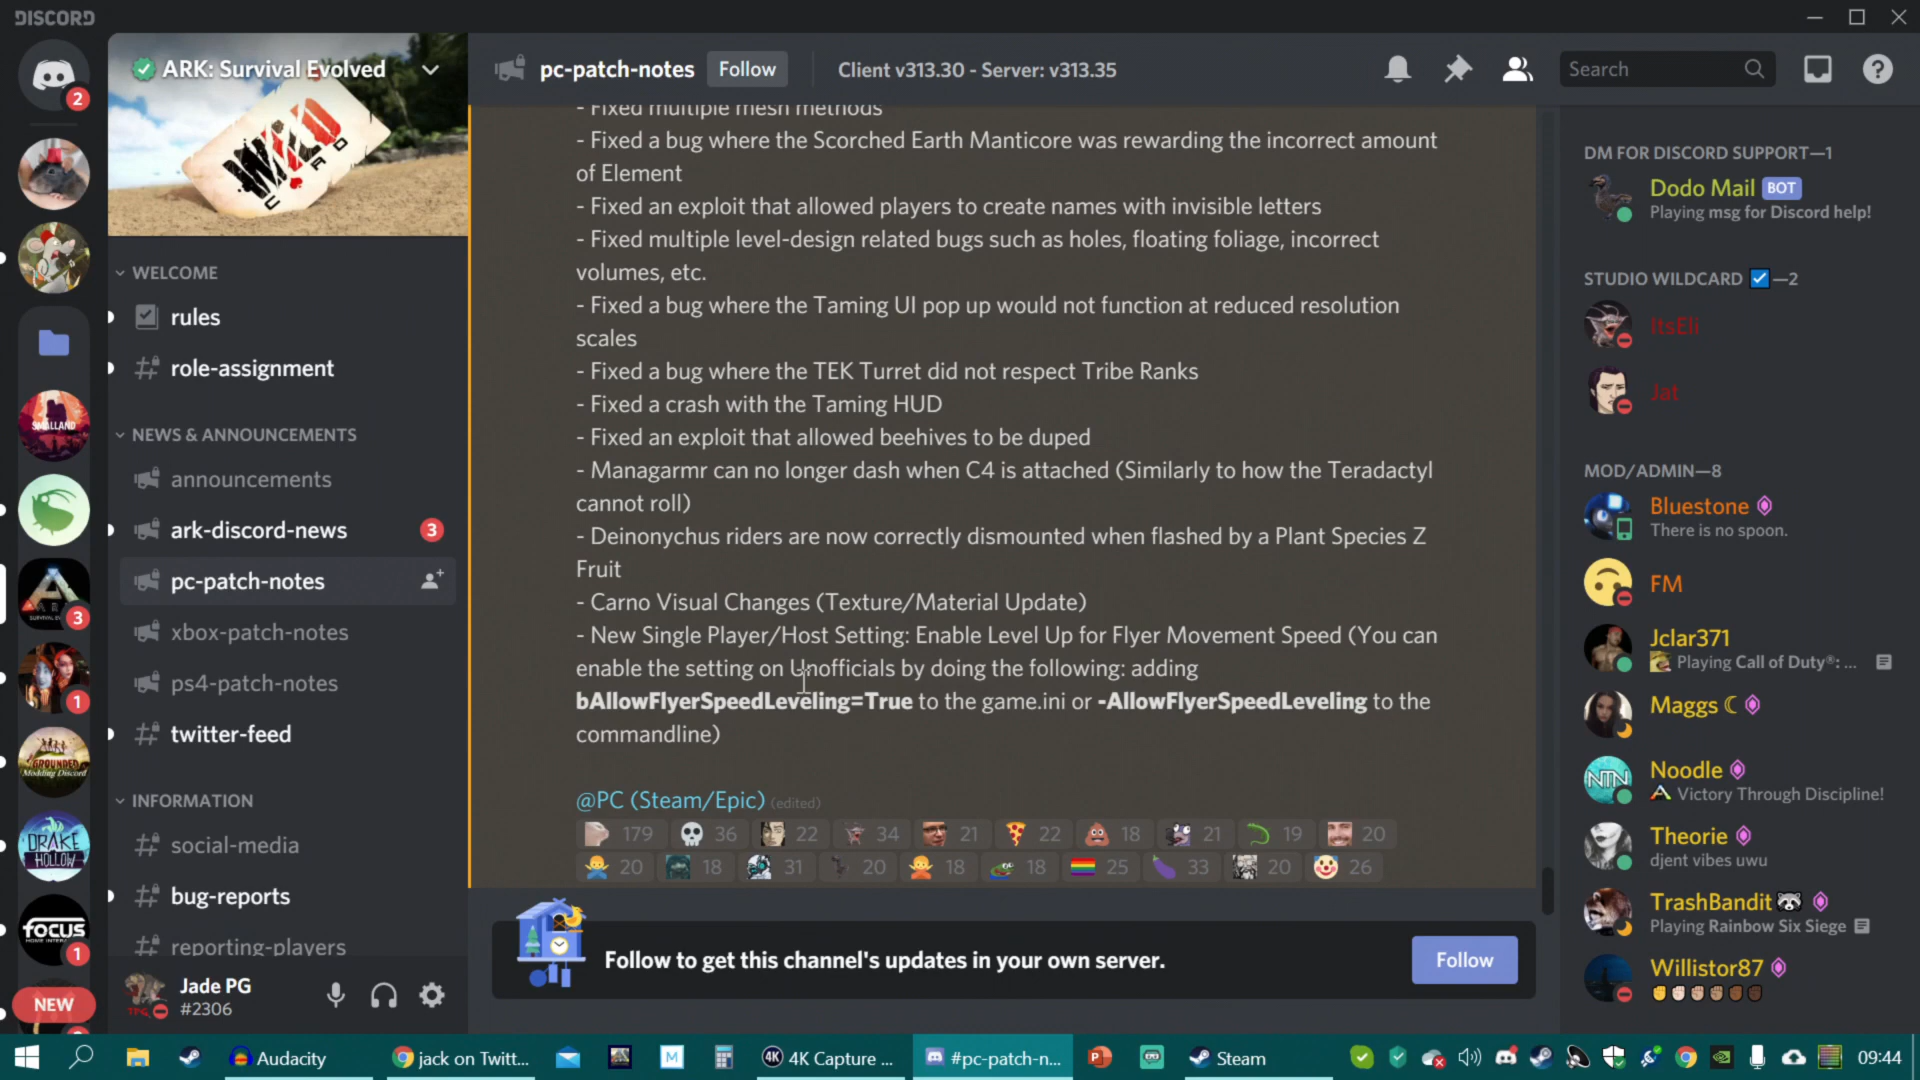 DISCORD
2
ARK: Survival Evolved
WILD
CARD
pc-patch-notes
Follow
Client v313.30 - Server: v313.35
Search
WELCOME
rules
role-assignment
NEWS & ANNOUNCEMENTS
announcements
ark-discord-news
3
pc-patch-notes
xbox-patch-notes
ps4-patch-notes
twitter-feed
INFORMATION
social-media
bug-reports
reporting-players
SMALLAND
3
1
GROUNDED
Modding Discord
DRAKE
HOLLOW
FOCUS
1
NEW
Jade PG
#2306
- Fixed multiple mesh methods
- Fixed a bug where the Scorched Earth Manticore was rewarding the incorrect amount
of Element
- Fixed an exploit that allowed players to create names with invisible letters
- Fixed multiple level-design related bugs such as holes, floating foliage, incorrect
volumes, etc.
- Fixed a bug where the Taming UI pop up would not function at reduced resolution
scales
- Fixed a bug where the TEK Turret did not respect Tribe Ranks
- Fixed a crash with the Taming HUD
- Fixed an exploit that allowed beehives to be duped
- Managarmr can no longer dash when C4 is attached (Similarly to how the Teradactyl
cannot roll)
- Deinonychus riders are now correctly dismounted when flashed by a Plant Species Z
Fruit
- Carno Visual Changes (Texture/Material Update)
- New Single Player/Host Setting: Enable Level Up for Flyer Movement Speed (You can
enable the setting on Unofficials by doing the following: adding
bAllowFlyerSpeedLeveling=True to the game.ini or -AllowFlyerSpeedLeveling to the
commandline)
@PC (Steam/Epic) (edited)
179 36 22 34 21 22 18 21 19 20
20 18 31 20 18 18 25 33 20 26
Follow to get this channel's updates in your own server.
Follow
DM FOR DISCORD SUPPORT—1
Dodo Mail BOT
Playing msg for Discord help!
STUDIO WILDCARD —2
ItsEli
Jat
MOD/ADMIN—8
Bluestone
There is no spoon.
FM
Jclar371
Playing Call of Duty®: ...
Maggs
NTN
Noodle
Victory Through Discipline!
Theorie
djent vibes uwu
TrashBandit
Playing Rainbow Six Siege
Willistor87
Audacity
jack on Twitt...
M
4K Capture ...
#pc-patch-n...
Steam
09:44